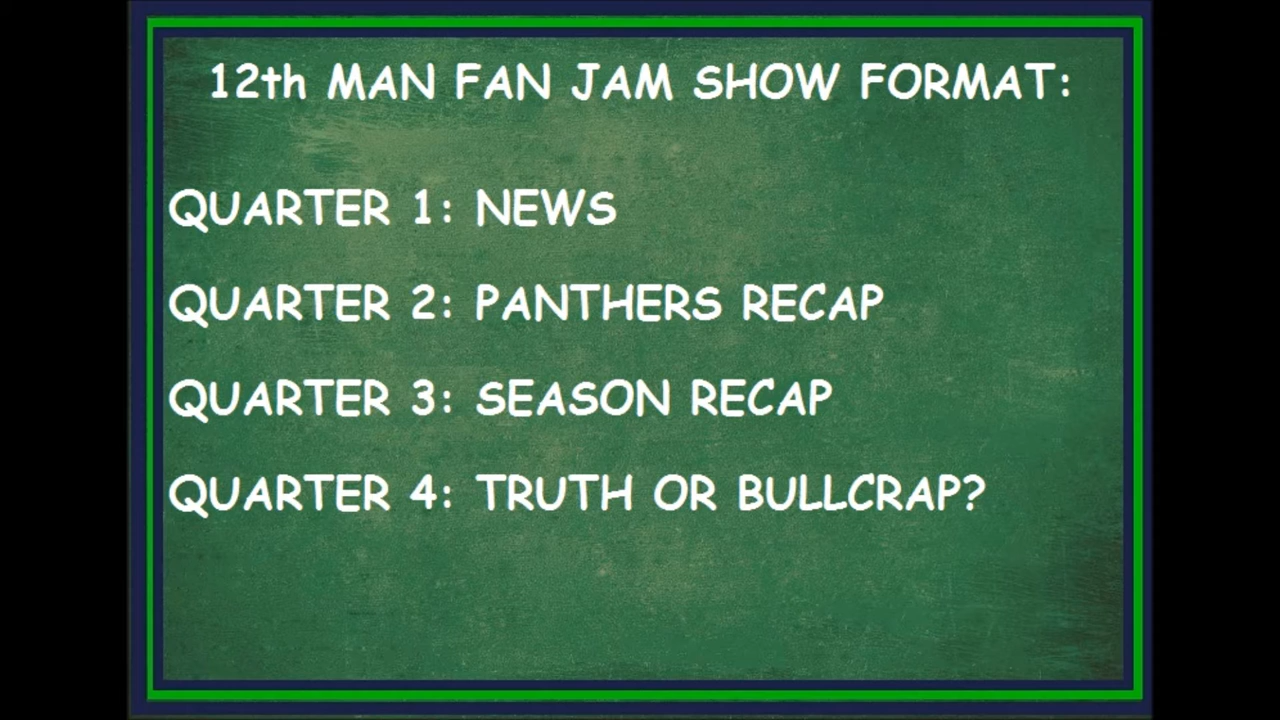 12th MAN FAN JAM SHOW FORMAT:
QUARTER 1: NEWS
QUARTER 2: PANTHERS RECAP
QUARTER 3: SEASON RECAP
QUARTER 4: TRUTH OR BULLCRAP?